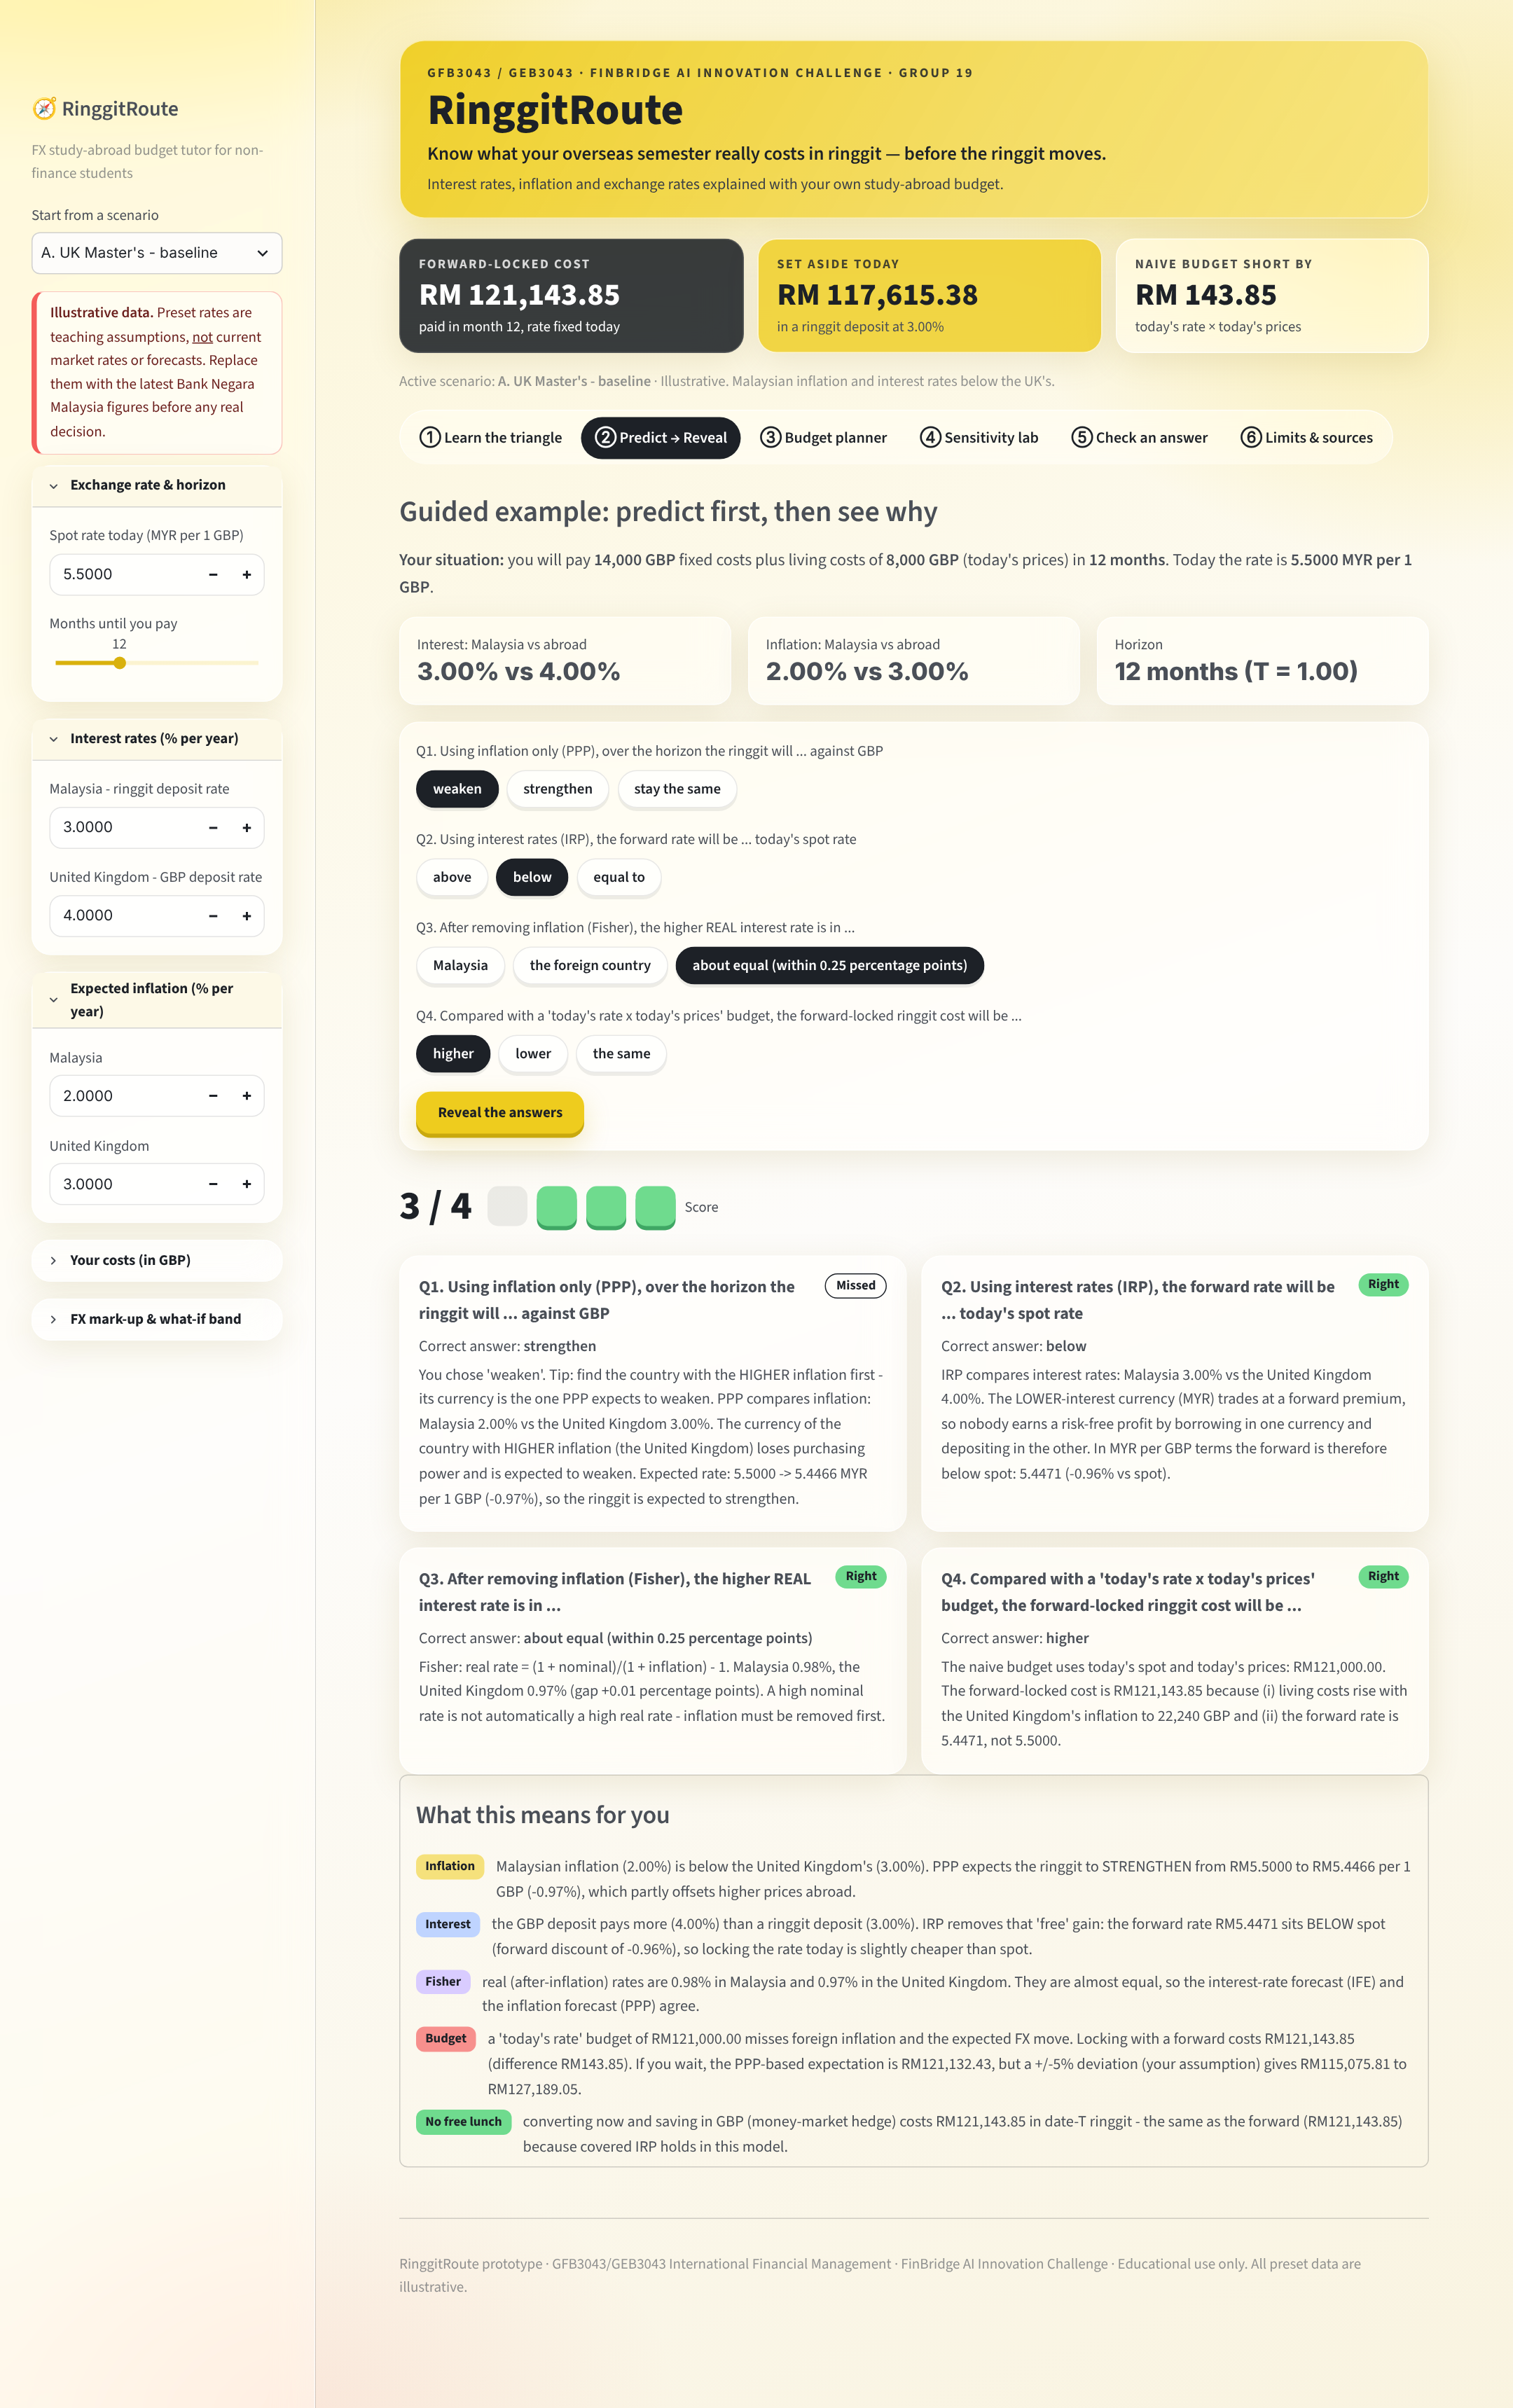 🧭 RinggitRoute
FX study-abroad budget tutor for non-
finance students
Start from a scenario
A. UK Master's - baseline
Illustrative data. Preset rates are
teaching assumptions, not current
market rates or forecasts. Replace
them with the latest Bank Negara
Malaysia figures before any real
decision.
Exchange rate & horizon
Spot rate today (MYR per 1 GBP)
5.5000 − +
Months until you pay
12
Interest rates (% per year)
Malaysia - ringgit deposit rate
3.0000 − +
United Kingdom - GBP deposit rate
4.0000 − +
Expected inflation (% per
year)
Malaysia
2.0000 − +
United Kingdom
3.0000 − +
Your costs (in GBP)
FX mark-up & what-if band
GFB3043 / GEB3043 · FINBRIDGE AI INNOVATION CHALLENGE · GROUP 19
RinggitRoute
Know what your overseas semester really costs in ringgit — before the ringgit moves.
Interest rates, inflation and exchange rates explained with your own study-abroad budget.
FORWARD-LOCKED COST
RM 121,143.85
paid in month 12, rate fixed today
SET ASIDE TODAY
RM 117,615.38
in a ringgit deposit at 3.00%
NAIVE BUDGET SHORT BY
RM 143.85
today's rate × today's prices
Active scenario: A. UK Master's - baseline · Illustrative. Malaysian inflation and interest rates below the UK's.
① Learn the triangle ② Predict → Reveal ③ Budget planner ④ Sensitivity lab ⑤ Check an answer ⑥ Limits & sources
Guided example: predict first, then see why
Your situation: you will pay 14,000 GBP fixed costs plus living costs of 8,000 GBP (today's prices) in 12 months. Today the rate is 5.5000 MYR per 1
GBP.
Interest: Malaysia vs abroad
3.00% vs 4.00%
Inflation: Malaysia vs abroad
2.00% vs 3.00%
Horizon
12 months (T = 1.00)
Q1. Using inflation only (PPP), over the horizon the ringgit will ... against GBP
weaken strengthen stay the same
Q2. Using interest rates (IRP), the forward rate will be ... today's spot rate
above below equal to
Q3. After removing inflation (Fisher), the higher REAL interest rate is in ...
Malaysia the foreign country about equal (within 0.25 percentage points)
Q4. Compared with a 'today's rate x today's prices' budget, the forward-locked ringgit cost will be ...
higher lower the same
Reveal the answers
3 / 4 Score
Q1. Using inflation only (PPP), over the horizon the
ringgit will ... against GBP
Missed
Correct answer: strengthen
You chose 'weaken'. Tip: find the country with the HIGHER inflation first -
its currency is the one PPP expects to weaken. PPP compares inflation:
Malaysia 2.00% vs the United Kingdom 3.00%. The currency of the
country with HIGHER inflation (the United Kingdom) loses purchasing
power and is expected to weaken. Expected rate: 5.5000 -> 5.4466 MYR
per 1 GBP (-0.97%), so the ringgit is expected to strengthen.
Q2. Using interest rates (IRP), the forward rate will be
... today's spot rate
Right
Correct answer: below
IRP compares interest rates: Malaysia 3.00% vs the United Kingdom
4.00%. The LOWER-interest currency (MYR) trades at a forward premium,
so nobody earns a risk-free profit by borrowing in one currency and
depositing in the other. In MYR per GBP terms the forward is therefore
below spot: 5.4471 (-0.96% vs spot).
Q3. After removing inflation (Fisher), the higher REAL
interest rate is in ...
Right
Correct answer: about equal (within 0.25 percentage points)
Fisher: real rate = (1 + nominal)/(1 + inflation) - 1. Malaysia 0.98%, the
United Kingdom 0.97% (gap +0.01 percentage points). A high nominal
rate is not automatically a high real rate - inflation must be removed first.
Q4. Compared with a 'today's rate x today's prices'
budget, the forward-locked ringgit cost will be ...
Right
Correct answer: higher
The naive budget uses today's spot and today's prices: RM121,000.00.
The forward-locked cost is RM121,143.85 because (i) living costs rise with
the United Kingdom's inflation to 22,240 GBP and (ii) the forward rate is
5.4471, not 5.5000.
What this means for you
Inflation Malaysian inflation (2.00%) is below the United Kingdom's (3.00%). PPP expects the ringgit to STRENGTHEN from RM5.5000 to RM5.4466 per 1
GBP (-0.97%), which partly offsets higher prices abroad.
Interest the GBP deposit pays more (4.00%) than a ringgit deposit (3.00%). IRP removes that 'free' gain: the forward rate RM5.4471 sits BELOW spot
(forward discount of -0.96%), so locking the rate today is slightly cheaper than spot.
Fisher real (after-inflation) rates are 0.98% in Malaysia and 0.97% in the United Kingdom. They are almost equal, so the interest-rate forecast (IFE) and
the inflation forecast (PPP) agree.
Budget a 'today's rate' budget of RM121,000.00 misses foreign inflation and the expected FX move. Locking with a forward costs RM121,143.85
(difference RM143.85). If you wait, the PPP-based expectation is RM121,132.43, but a +/-5% deviation (your assumption) gives RM115,075.81 to
RM127,189.05.
No free lunch converting now and saving in GBP (money-market hedge) costs RM121,143.85 in date-T ringgit - the same as the forward (RM121,143.85)
because covered IRP holds in this model.
RinggitRoute prototype · GFB3043/GEB3043 International Financial Management · FinBridge AI Innovation Challenge · Educational use only. All preset data are
illustrative.